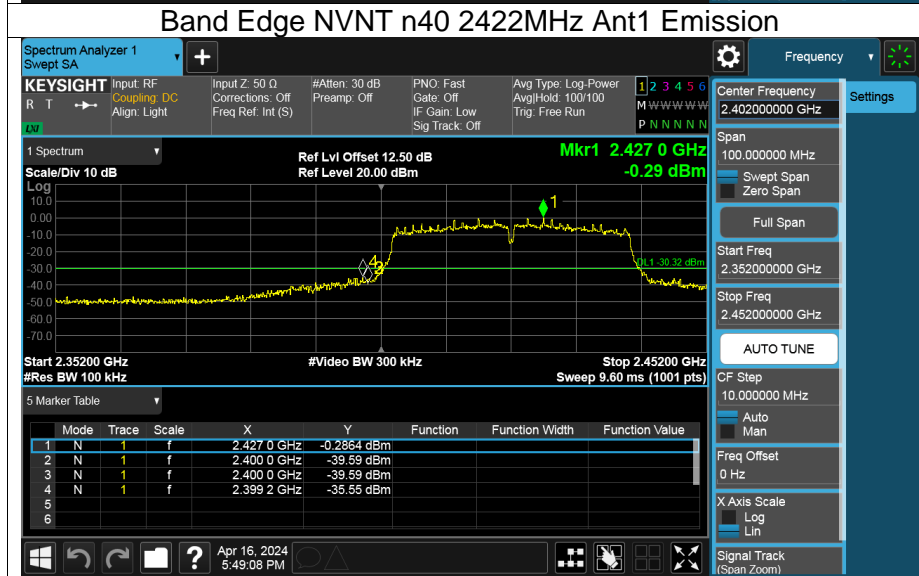 Band Edge NVNT n40 2422MHz Ant1 Emission
Spectrum Analyzer 1
Swept SA
+
Frequency
KEYSIGHT
R T
LXI
Input: RF
Coupling: DC
Align: Light
Input Z: 50 Ω
Corrections: Off
Freq Ref: Int (S)
#Atten: 30 dB
Preamp: Off
PNO: Fast
Gate: Off
IF Gain: Low
Sig Track: Off
Avg Type: Log-Power
Avg|Hold: 100/100
Trig: Free Run
1 2 3 4 5 6
M W W W W W
P N N N N N
1 Spectrum
Scale/Div 10 dB
Ref Lvl Offset 12.50 dB
Ref Level 20.00 dBm
Mkr1 2.427 0 GHz
-0.29 dBm
Log
10.0
0.00
-10.0
-20.0
-30.0
-40.0
-50.0
-60.0
-70.0
1
4
DL1 -30.32 dBm
Start 2.35200 GHz
#Video BW 300 kHz
Stop 2.45200 GHz
#Res BW 100 kHz
Sweep 9.60 ms (1001 pts)
5 Marker Table
Mode Trace Scale X Y Function Function Width Function Value
1 N 1 f 2.427 0 GHz -0.2864 dBm
2 N 1 f 2.400 0 GHz -39.59 dBm
3 N 1 f 2.400 0 GHz -39.59 dBm
4 N 1 f 2.399 2 GHz -35.55 dBm
5
6
Center Frequency
2.402000000 GHz
Settings
Span
100.000000 MHz
Swept Span
Zero Span
Full Span
Start Freq
2.352000000 GHz
Stop Freq
2.452000000 GHz
AUTO TUNE
CF Step
10.000000 MHz
Auto
Man
Freq Offset
0 Hz
X Axis Scale
Log
Lin
Signal Track
(Span Zoom)
?
Apr 16, 2024
5:49:08 PM